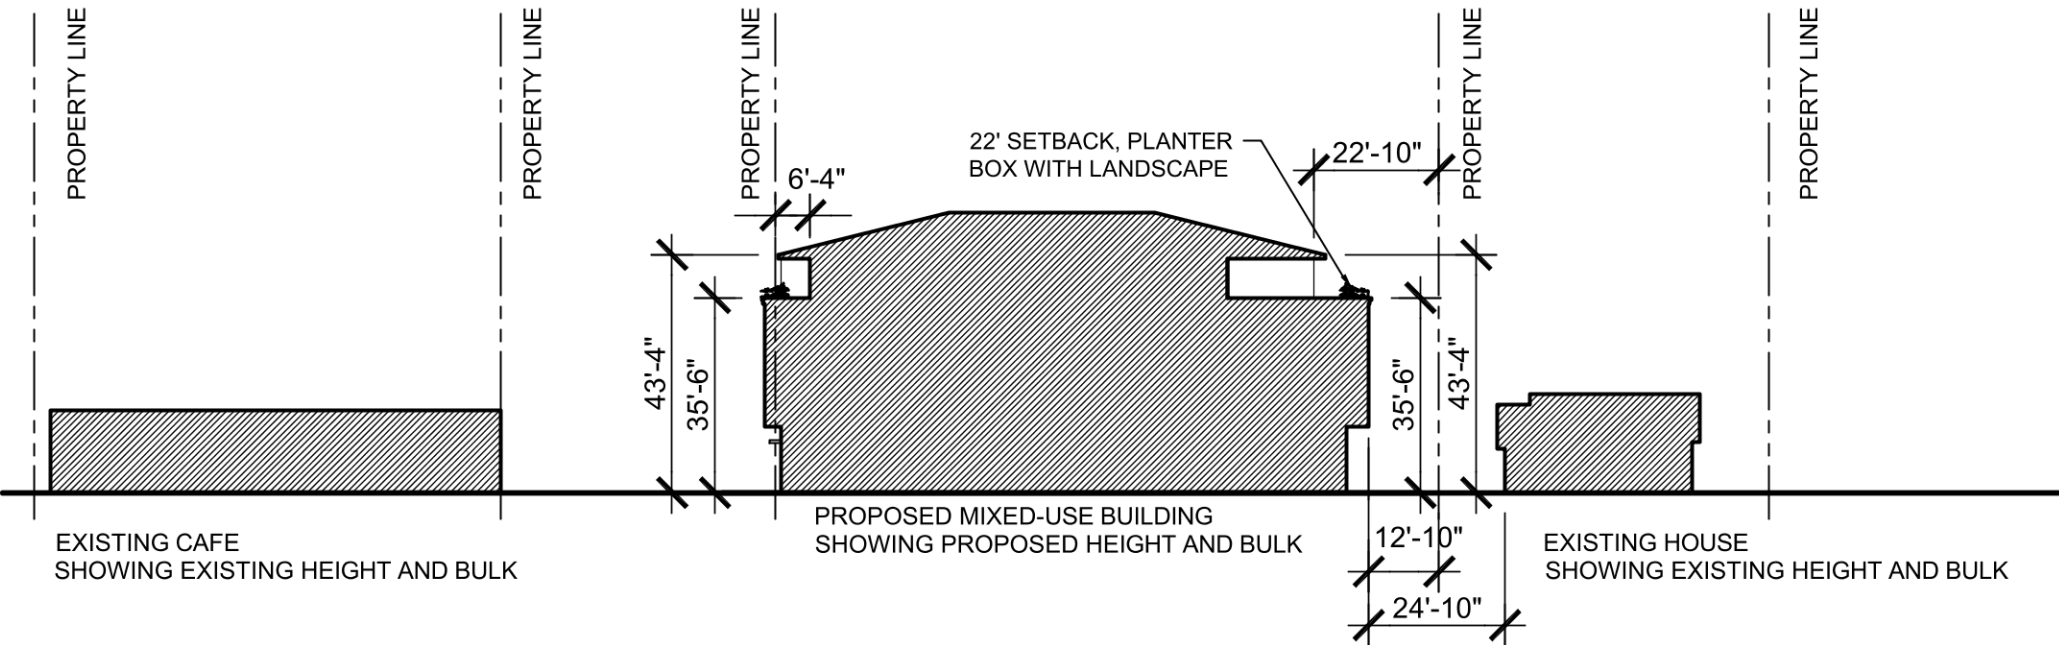 PROPERTY LINE
PROPERTY LINE
PROPERTY LINE
PROPERTY LINE
PROPERTY LINE
22' SETBACK, PLANTER
BOX WITH LANDSCAPE
22'-10"
6'-4"
43'-4"
35'-6"
35'-6"
43'-4"
PROPOSED MIXED-USE BUILDING
SHOWING PROPOSED HEIGHT AND BULK
12'-10"
24'-10"
EXISTING CAFE
SHOWING EXISTING HEIGHT AND BULK
EXISTING HOUSE
SHOWING EXISTING HEIGHT AND BULK